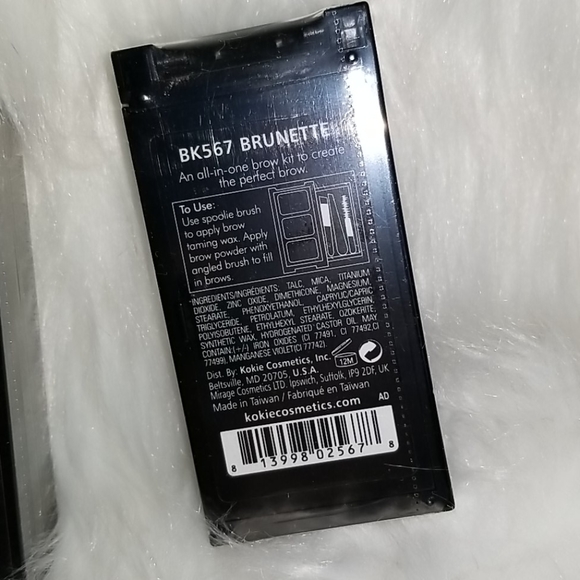 BK567 BRUNETTE
An all-in-one brow kit to create
the perfect brow.
To Use:
Use spoolie brush
to apply brow
taming wax. Apply
brow powder with
angled brush to fill
in brows.
INGREDIENTS/INGRÉDIENTS: TALC, MICA, TITANIUM
DIOXIDE, ZINC OXIDE, DIMETHICONE, MAGNESIUM,
STEARATE, PHENOXYETHANOL, CAPRYLIC/CAPRIC
TRIGLYCERIDE PETROLATUM, ETHYLHEXYLGLYCERIN,
POLYISOBUTENE, ETHYLHEXYL STEARATE, OZOKERITE,
SYNTHETIC WAX, HYDROGENATED CASTOR OIL, MAY
CONTAIN:(+/-) IRON OXIDES (CI 77491, CI 77492,CI
77499), MANGANESE VIOLET(CI 77742).
Dist. By: Kokie Cosmetics, Inc.
Beltsville, MD 20705, U.S.A.
12M
Mirage Cosmetics LTD. Ipswich, Suffolk, IP9 2DF, UK
Made in Taiwan / Fabriqué en Taiwan
AD
kokiecosmetics.com
8 13998 02567 8